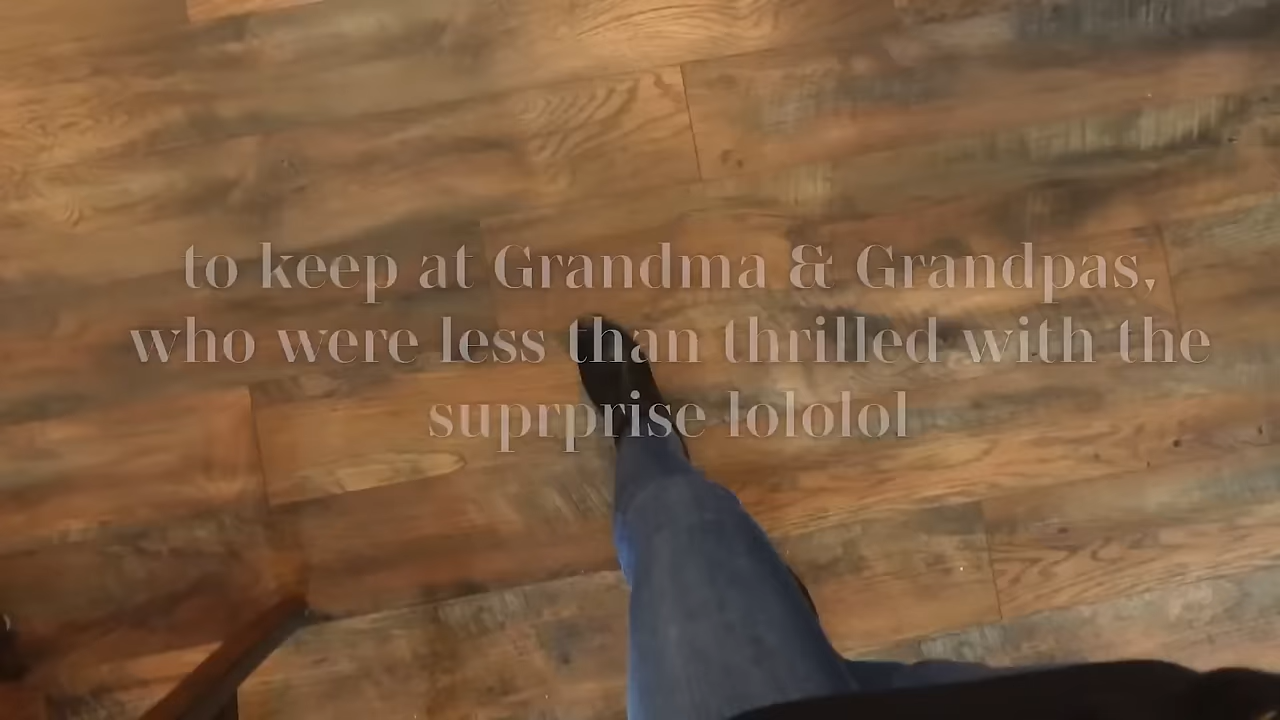 to keep at Grandma & Grandpas,
who were less than thrilled with the
suprprise lololol